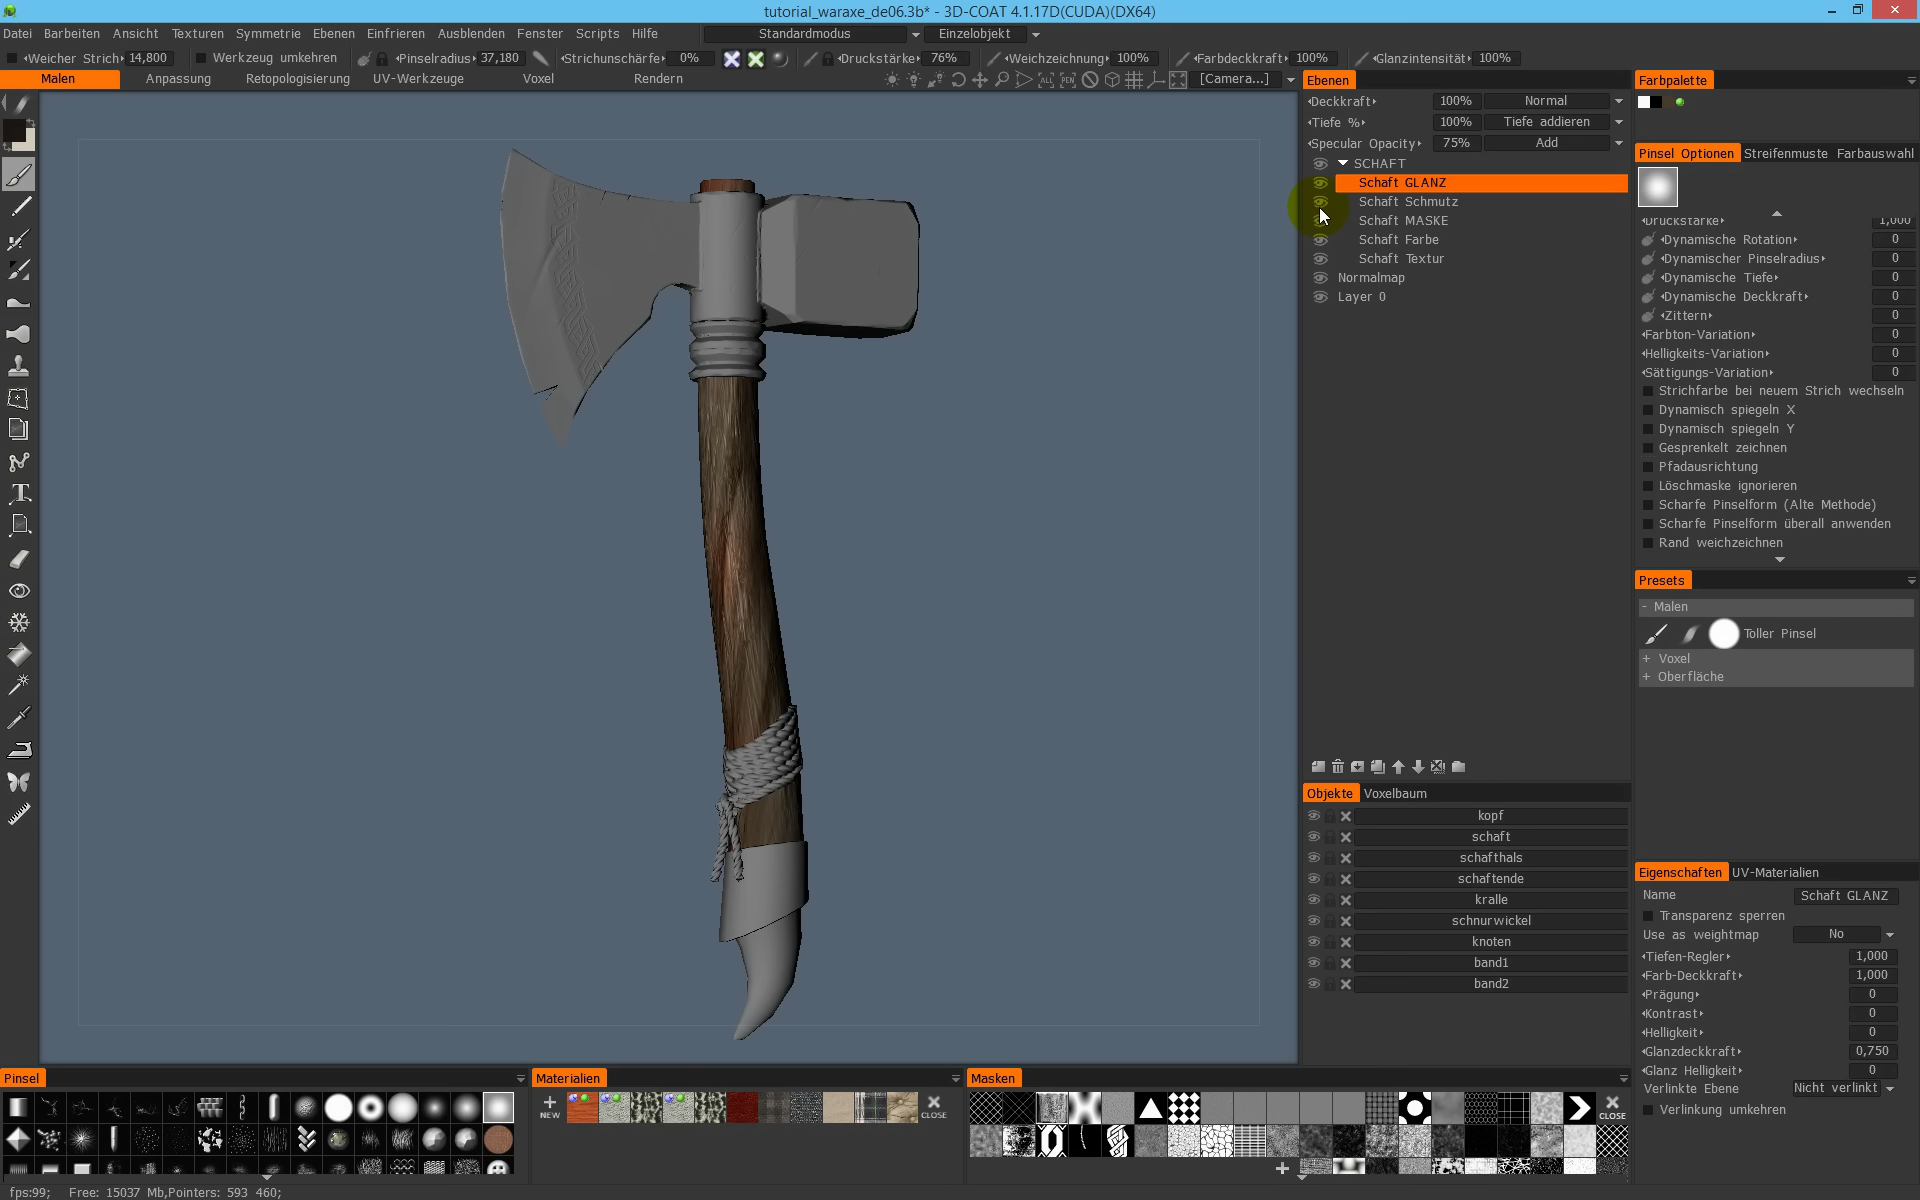 tutorial_waraxe_de06.3b* - 3D-COAT 4.1.17D(CUDA)(DX64)
Datei Barbeiten Ansicht Texturen Symmetrie Ebenen Einfrieren Ausblenden Fenster Scripts Hilfe Standardmodus Einzelobjekt
Weicher Strich 14,800 Werkzeug umkehren Pinselradius 37,180 Strichunschärfe 0% Druckstärke 76% Weichzeichnung 100% Farbdeckkraft 100% Glanzintensität 100%
Malen Anpassung Retopologisierung UV-Werkzeuge Voxel Rendern [Camera...]
Ebenen
Deckkraft 100% Normal
Tiefe % 100% Tiefe addieren
Specular Opacity 75% Add
SCHAFT
Schaft GLANZ
Schaft Schmutz
Schaft MASKE
Schaft Farbe
Schaft Textur
Normalmap
Layer 0
Objekte Voxelbaum
kopf
schaft
schafthals
schaftende
kralle
schnurwickel
knoten
band1
band2
Farbpalette
Pinsel Optionen Streifenmuste Farbauswahl
Druckstärke 1,000
Dynamische Rotation 0
Dynamischer Pinselradius 0
Dynamische Tiefe 0
Dynamische Deckkraft 0
Zittern 0
Farbton-Variation 0
Helligkeits-Variation 0
Sättigungs-Variation 0
Strichfarbe bei neuem Strich wechseln
Dynamisch spiegeln X
Dynamisch spiegeln Y
Gesprenkelt zeichnen
Pfadausrichtung
Löschmaske ignorieren
Scharfe Pinselform (Alte Methode)
Scharfe Pinselform überall anwenden
Rand weichzeichnen
Presets
- Malen
Toller Pinsel
+ Voxel
+ Oberfläche
Eigenschaften UV-Materialien
Name Schaft GLANZ
Transparenz sperren
Use as weightmap No
Tiefen-Regler 1,000
Farb-Deckkraft 1,000
Prägung 0
Kontrast 0
Helligkeit 0
Glanzdeckkraft 0,750
Glanz Helligkeit 0
Verlinkte Ebene Nicht verlinkt
Verlinkung umkehren
Pinsel
Materialien
NEW
CLOSE
Masken
CLOSE
fps:99; Free: 15037 Mb,Pointers: 593 460;